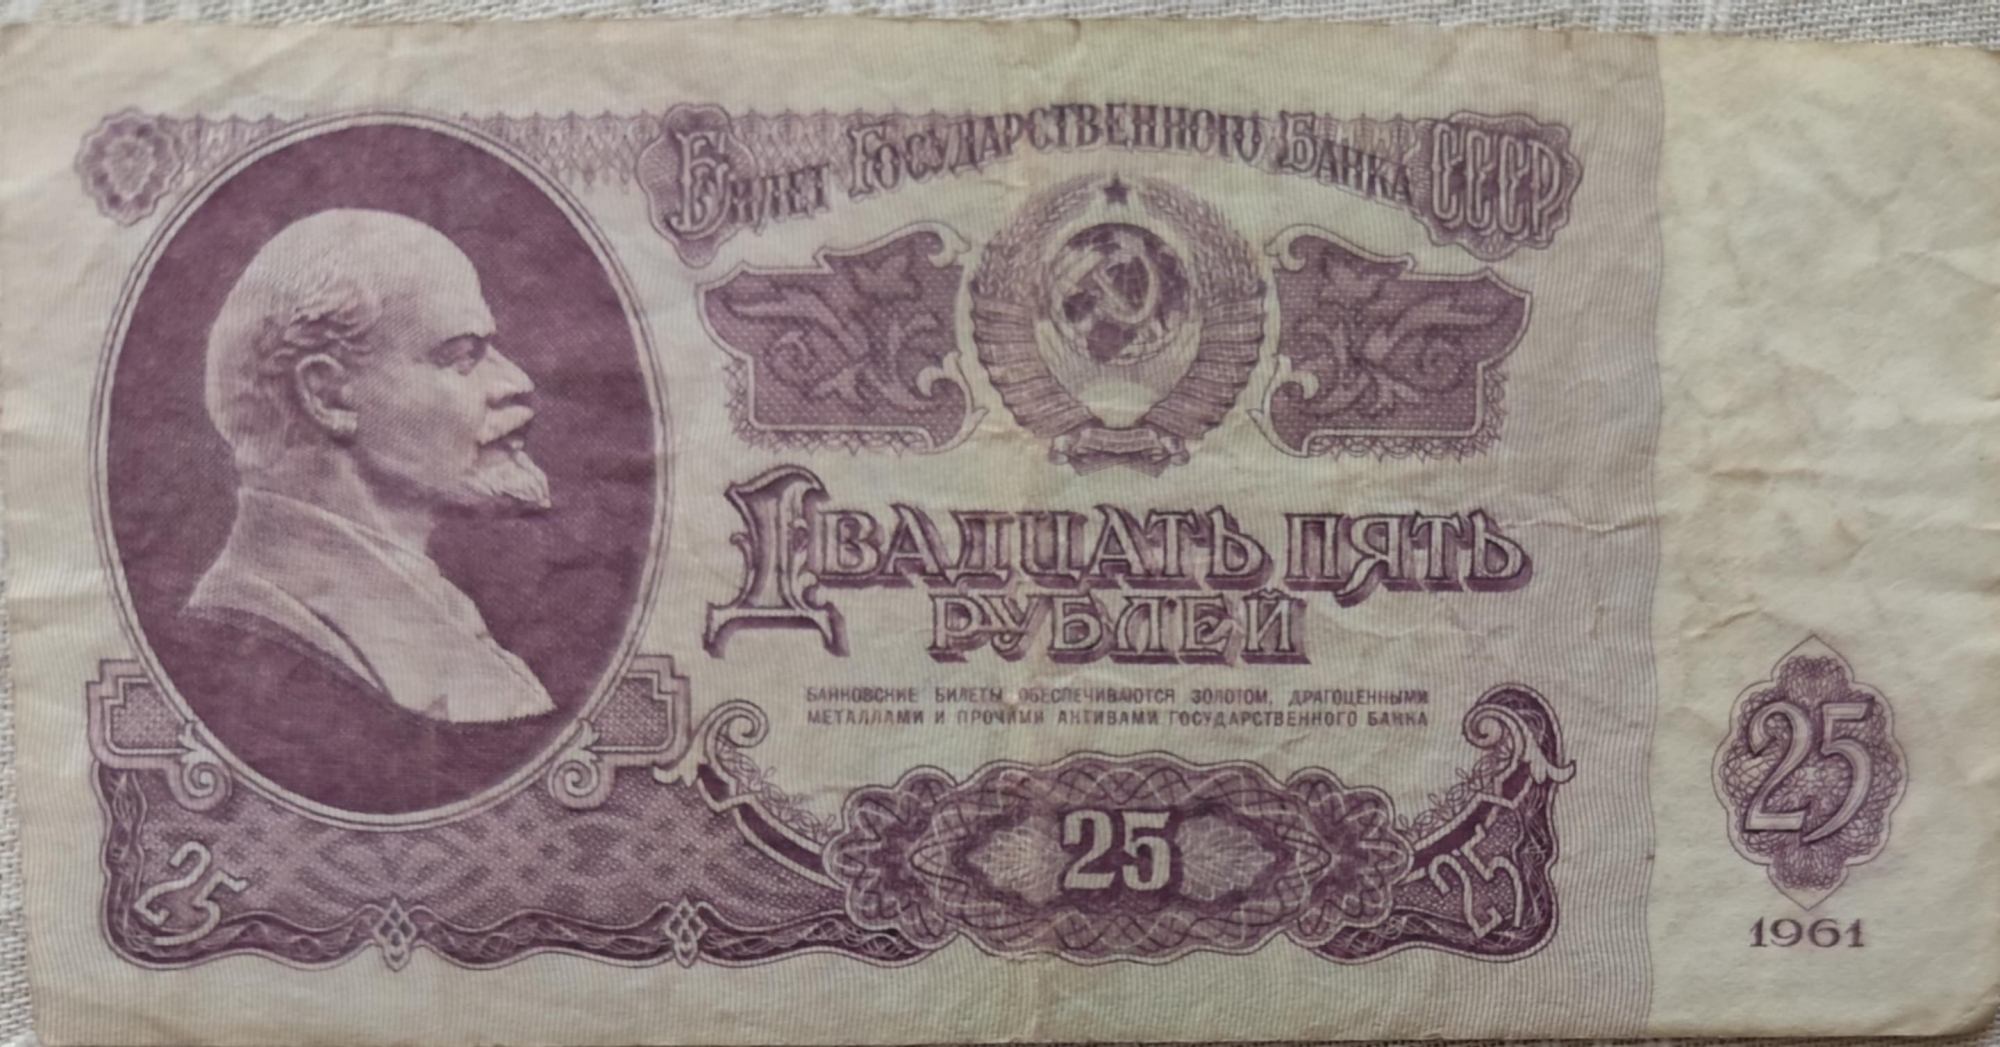 Билет Государственного Банка СССР
Двадцать пять
рублей
БАНКОВСКИЕ БИЛЕТЫ ОБЕСПЕЧИВАЮТСЯ ЗОЛОТОМ, ДРАГОЦЕННЫМИ
МЕТАЛЛАМИ И ПРОЧИМИ АКТИВАМИ ГОСУДАРСТВЕННОГО БАНКА
25
25
25
25
1961